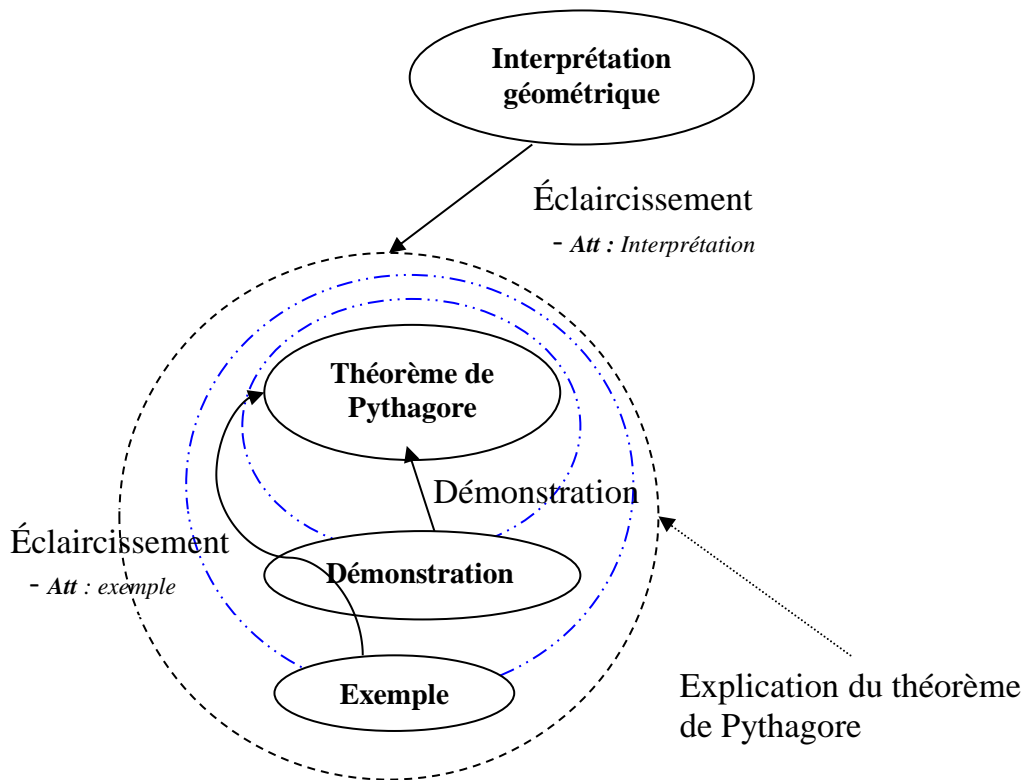 Interprétation
géométrique
Éclaircissement
- Att : Interprétation
Théorème de
Pythagore
Démonstration
Éclaircissement
- Att : exemple
Démonstration
Exemple
Explication du théorème
de Pythagore